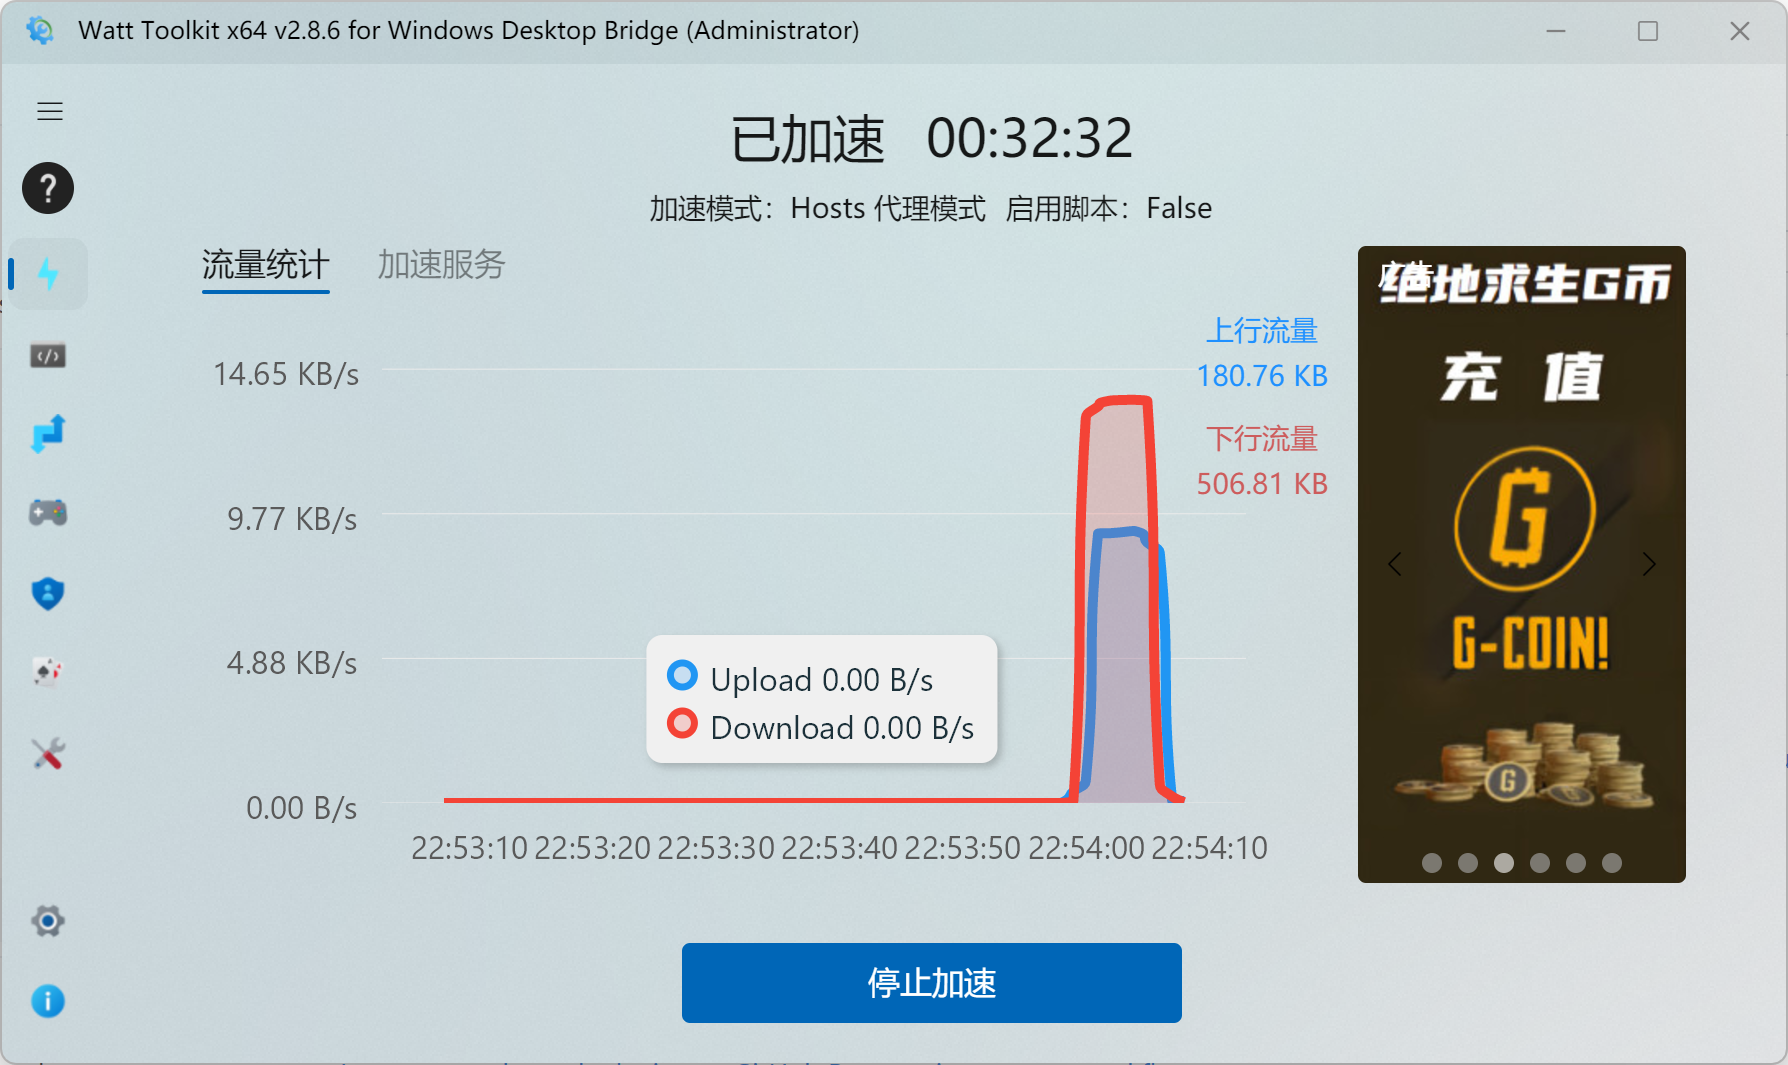 Watt Toolkit x64 v2.8.6 for Windows Desktop Bridge (Administrator)
已加速 00:32:32
加速模式：Hosts 代理模式 启用脚本：False
流量统计 加速服务
上行流量
180.76 KB
下行流量
506.81 KB
14.65 KB/s
9.77 KB/s
4.88 KB/s
0.00 B/s
Upload 0.00 B/s
Download 0.00 B/s
22:53:10 22:53:20 22:53:30 22:53:40 22:53:50 22:54:00 22:54:10
广告
绝地求生G币
充 值
G
G-COIN!
G
停止加速